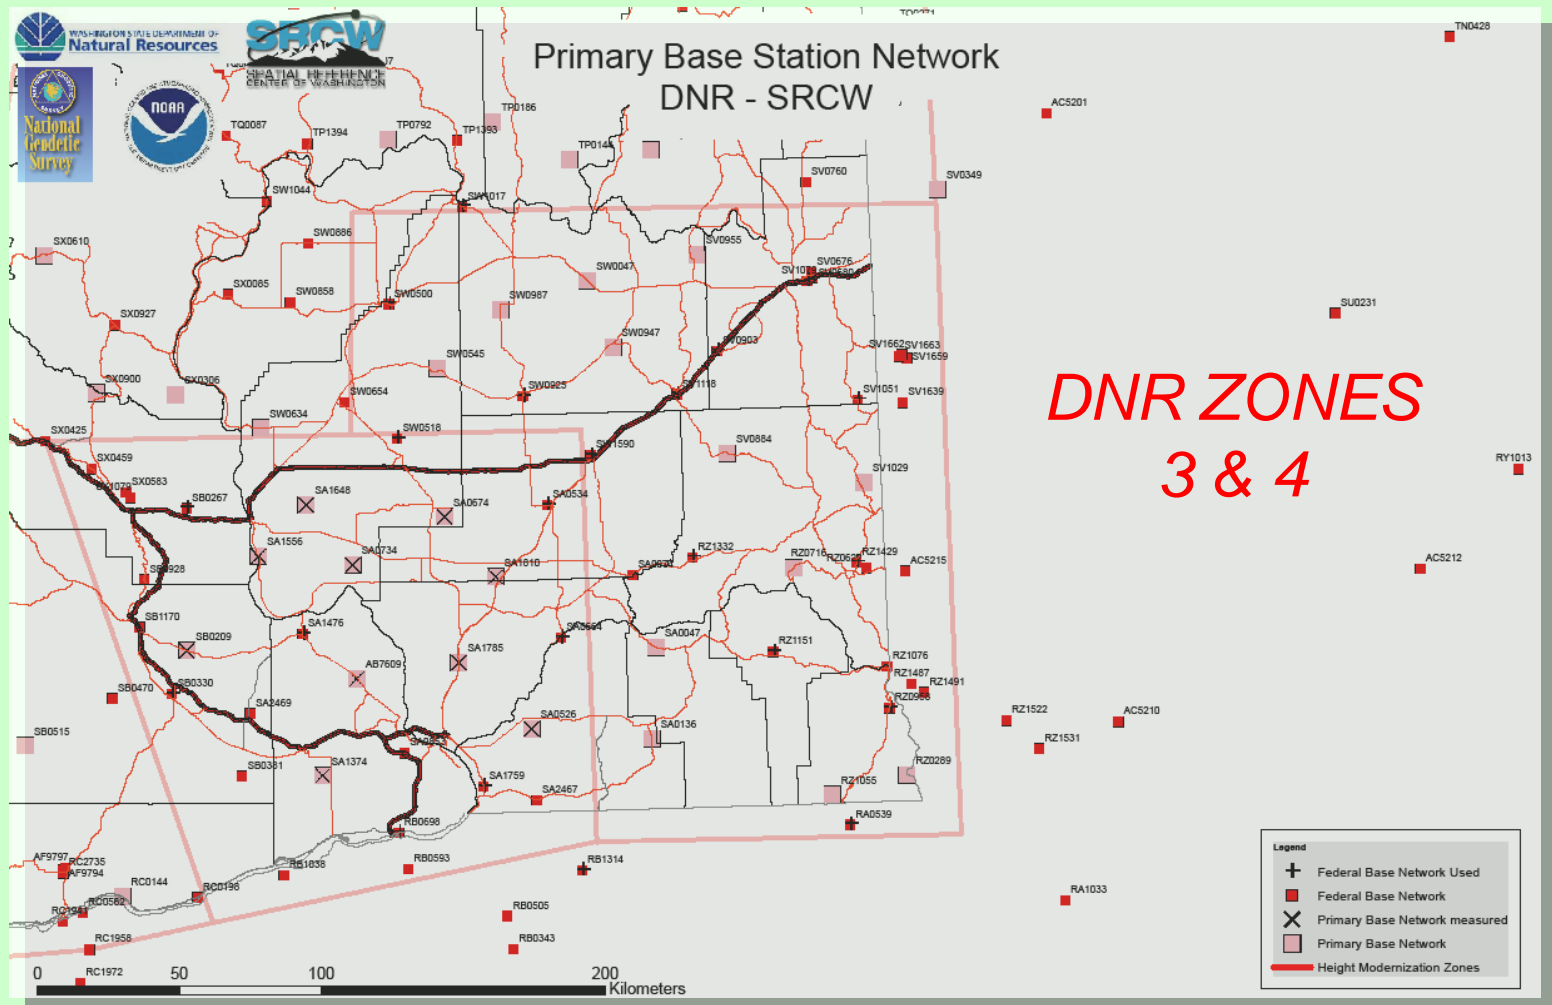 WASHINGTON STATE DEPARTMENT OF
Natural Resources
SRCW
SPATIAL REFERENCE
CENTER OF WASHINGTON
National
Geodetic
Survey
NOAA
Primary Base Station Network
DNR - SRCW
TN0428
AC5201
TP0186
TQ0087
TP1394
TP0792
TP1393
TP0144
SV0760
SV0349
SW1044
SW1017
SX0610
SW0886
SV0955
SV0676
SW0047
SX0085
SW0858
SW0500
SW0987
SU0231
SX0927
SW0947
SV0903
SV1662
SV1663
SV1659
SW0545
SX0900
SX0306
SW0654
SW0925
SV1118
SV1051
SV1639
DNR ZONES
3 & 4
SW0634
SX0425
SW0518
SW1590
SV0884
SX0459
RY1013
SX0583
SV1029
SB0267
SA1648
SA0674
SA0534
SA1556
SA0734
SA1610
RZ1332
RZ0716
RZ1429
AC5215
AC5212
SB1170
SA1476
SB0209
SA1785
SA0047
RZ1151
AB7609
RZ1076
RZ1487
RZ1491
SB0470
SB0330
SA2469
SA0526
SA0136
RZ1522
AC5210
SB0515
RZ1531
SB0381
SA1374
SA1759
SA2467
RZ1055
RZ0289
RB0698
RA0539
AF9797
RC2735
AF9794
RB1038
RB0593
RB1314
RC0144
RC0198
RC0562
RA1033
RB0505
RC1958
RB0343
RC1972
0 50 100 200
Kilometers
Legend
Federal Base Network Used
Federal Base Network
Primary Base Network measured
Primary Base Network
Height Modernization Zones